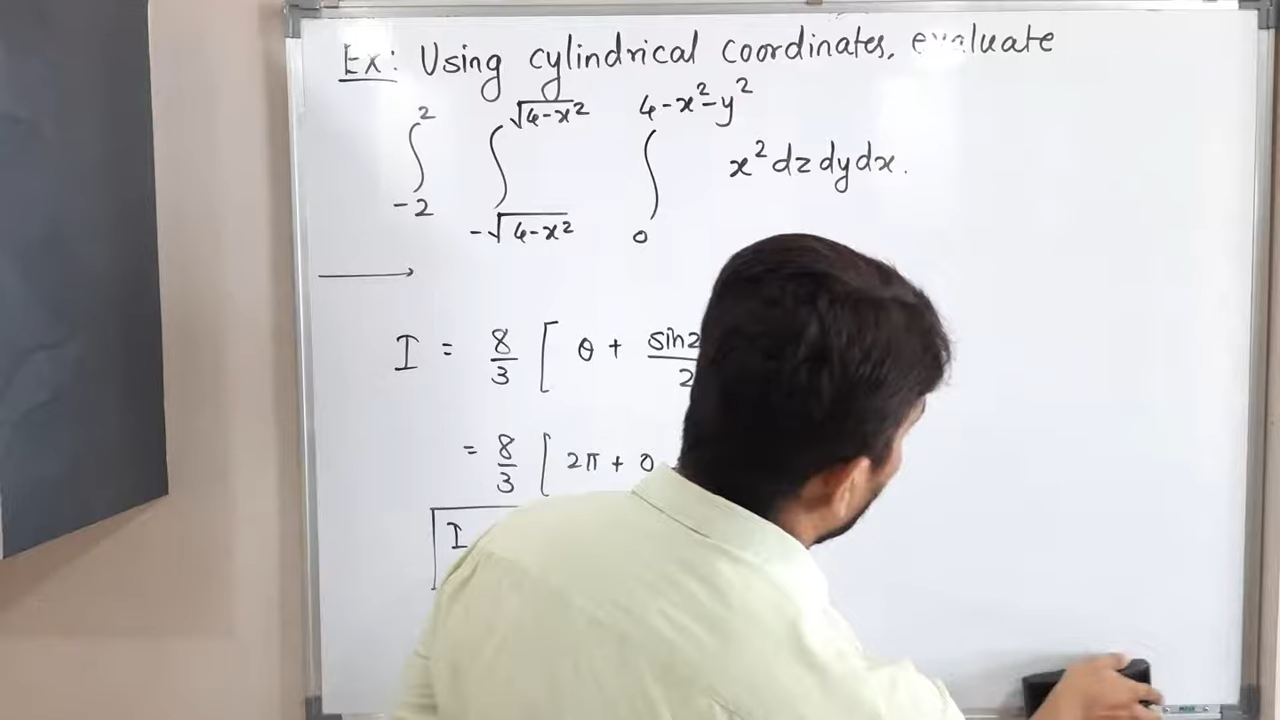 Ex: Using cylindrical coordinates, evaluate
∫_{-2}^{2} ∫_{-√(4-x²)}^{√(4-x²)} ∫_{0}^{4-x²-y²} x² dz dy dx.
I = 8/3 [ θ + sin2 / 2
= 8/3 [ 2π + 0
I